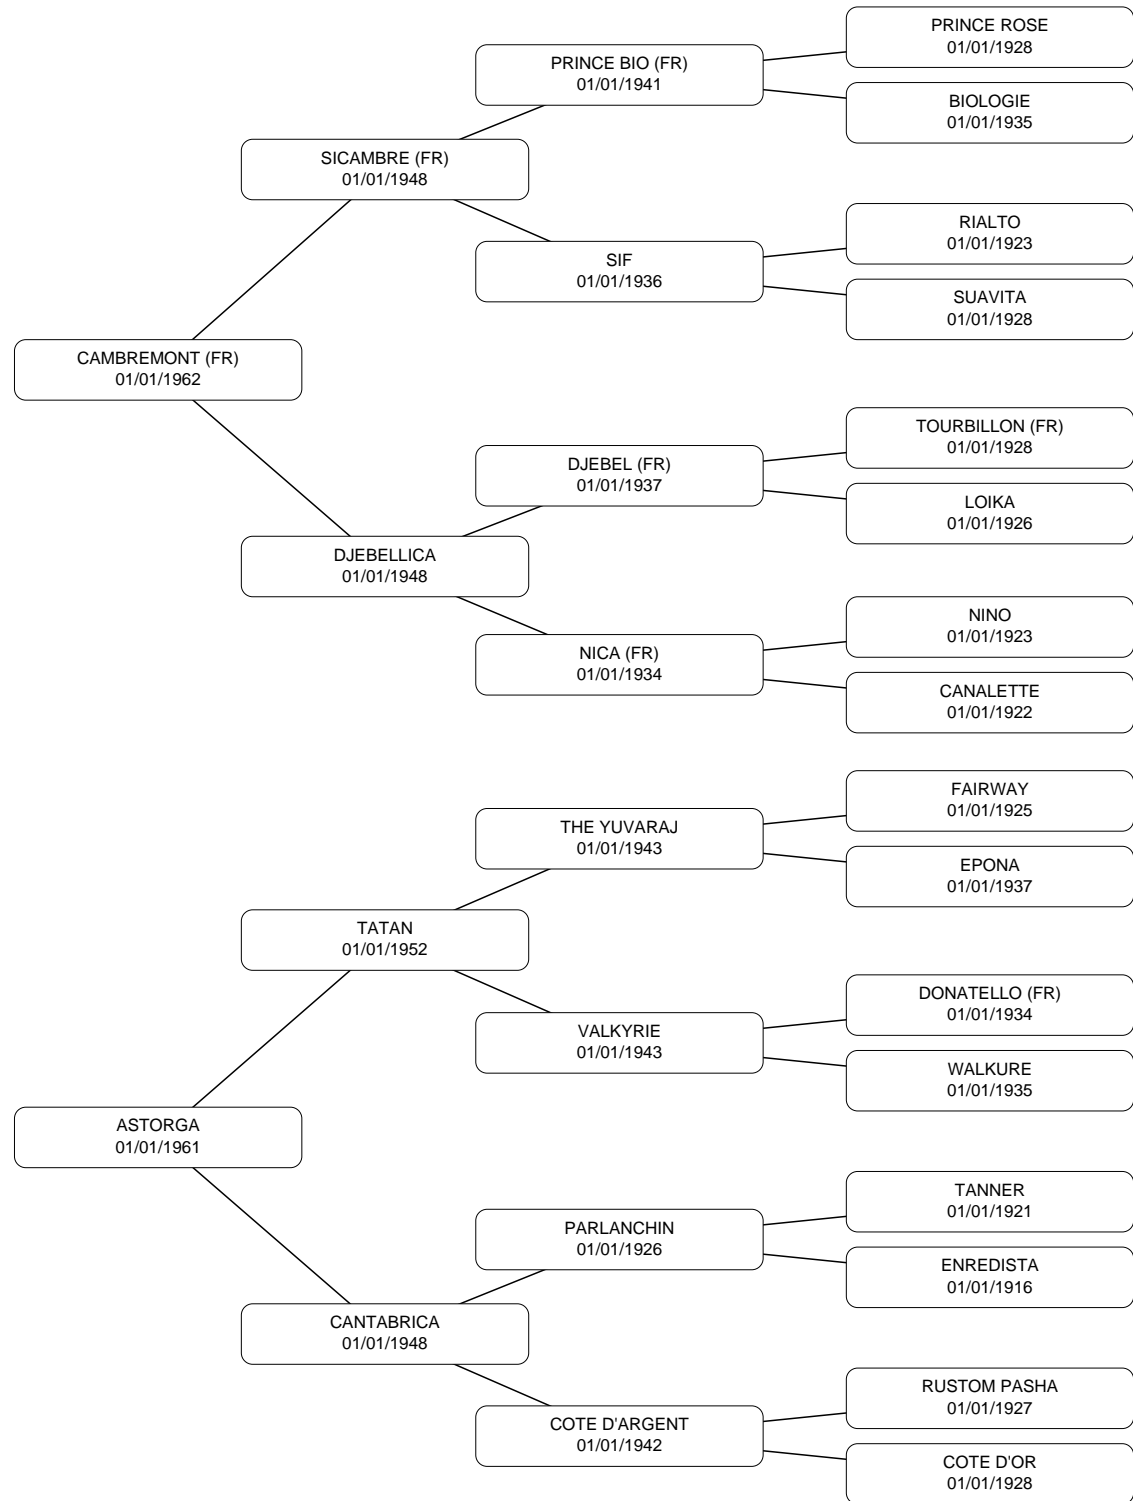 PRINCE ROSE
01/01/1928
PRINCE BIO (FR)
01/01/1941
BIOLOGIE
01/01/1935
SICAMBRE (FR)
01/01/1948
RIALTO
01/01/1923
SIF
01/01/1936
SUAVITA
01/01/1928
CAMBREMONT (FR)
01/01/1962
TOURBILLON (FR)
01/01/1928
DJEBEL (FR)
01/01/1937
LOIKA
01/01/1926
DJEBELLICA
01/01/1948
NINO
01/01/1923
NICA (FR)
01/01/1934
CANALETTE
01/01/1922
FAIRWAY
01/01/1925
THE YUVARAJ
01/01/1943
EPONA
01/01/1937
TATAN
01/01/1952
DONATELLO (FR)
01/01/1934
VALKYRIE
01/01/1943
WALKURE
01/01/1935
ASTORGA
01/01/1961
TANNER
01/01/1921
PARLANCHIN
01/01/1926
ENREDISTA
01/01/1916
CANTABRICA
01/01/1948
RUSTOM PASHA
01/01/1927
COTE D'ARGENT
01/01/1942
COTE D'OR
01/01/1928